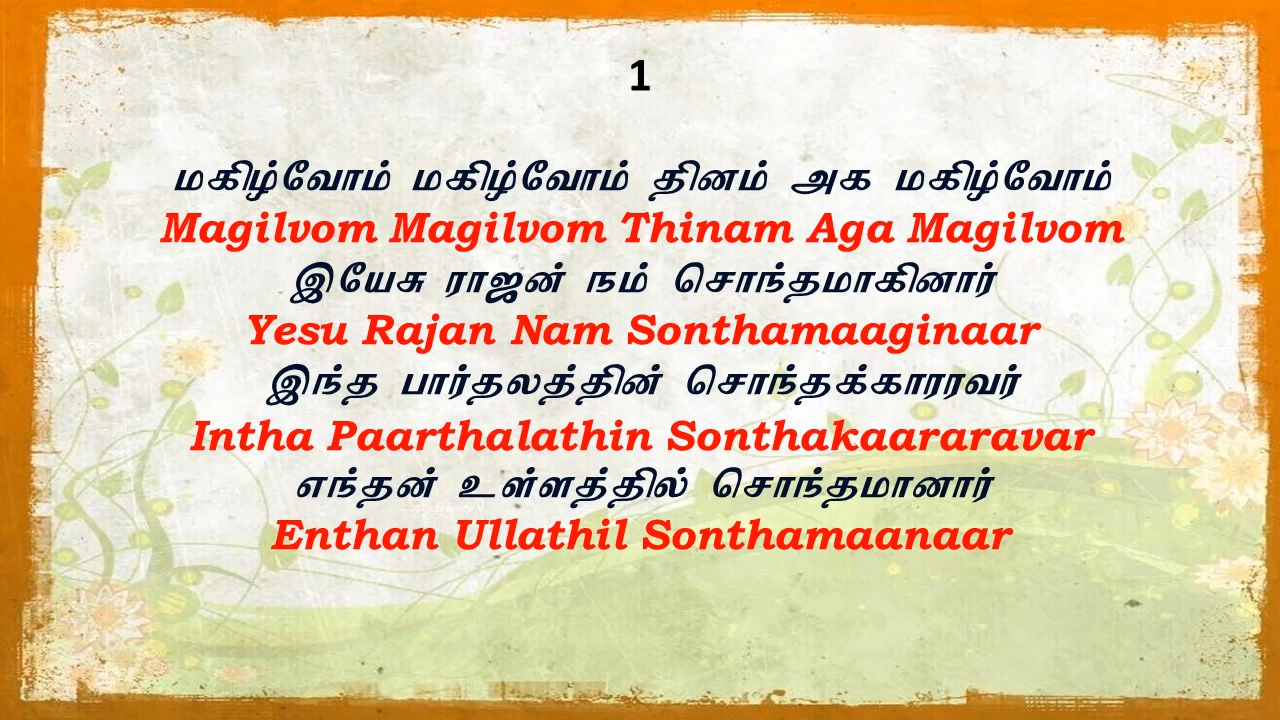 1
மகிழ்வோம் மகிழ்வோம் தினம் அக மகிழ்வோம்
Magilvom Magilvom Thinam Aga Magilvom
இயேசு ராஜன் நம் சொந்தமாகினார்
Yesu Rajan Nam Sonthamaaginaar
இந்த பார்தலத்தின் சொந்தக்காரரவர்
Intha Paarthalathin Sonthakaararavar
எந்தன் உள்ளத்தில் சொந்தமானார்
Enthan Ullathil Sonthamaanaar